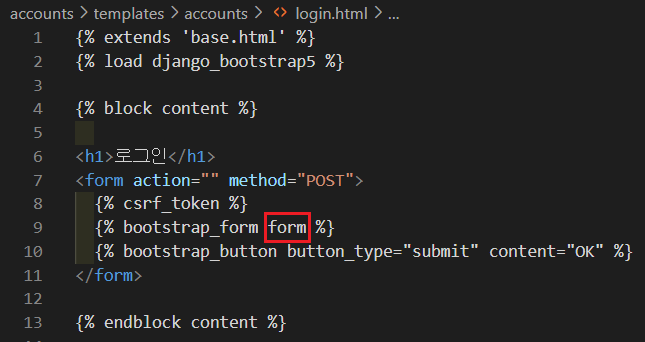 accounts > templates > accounts > <> login.html > ...
1 {% extends 'base.html' %}
2 {% load django_bootstrap5 %}
3
4 {% block content %}
5
6 <h1>로그인</h1>
7 <form action="" method="POST">
8 {% csrf_token %}
9 {% bootstrap_form form %}
10 {% bootstrap_button button_type="submit" content="OK" %}
11 </form>
12
13 {% endblock content %}